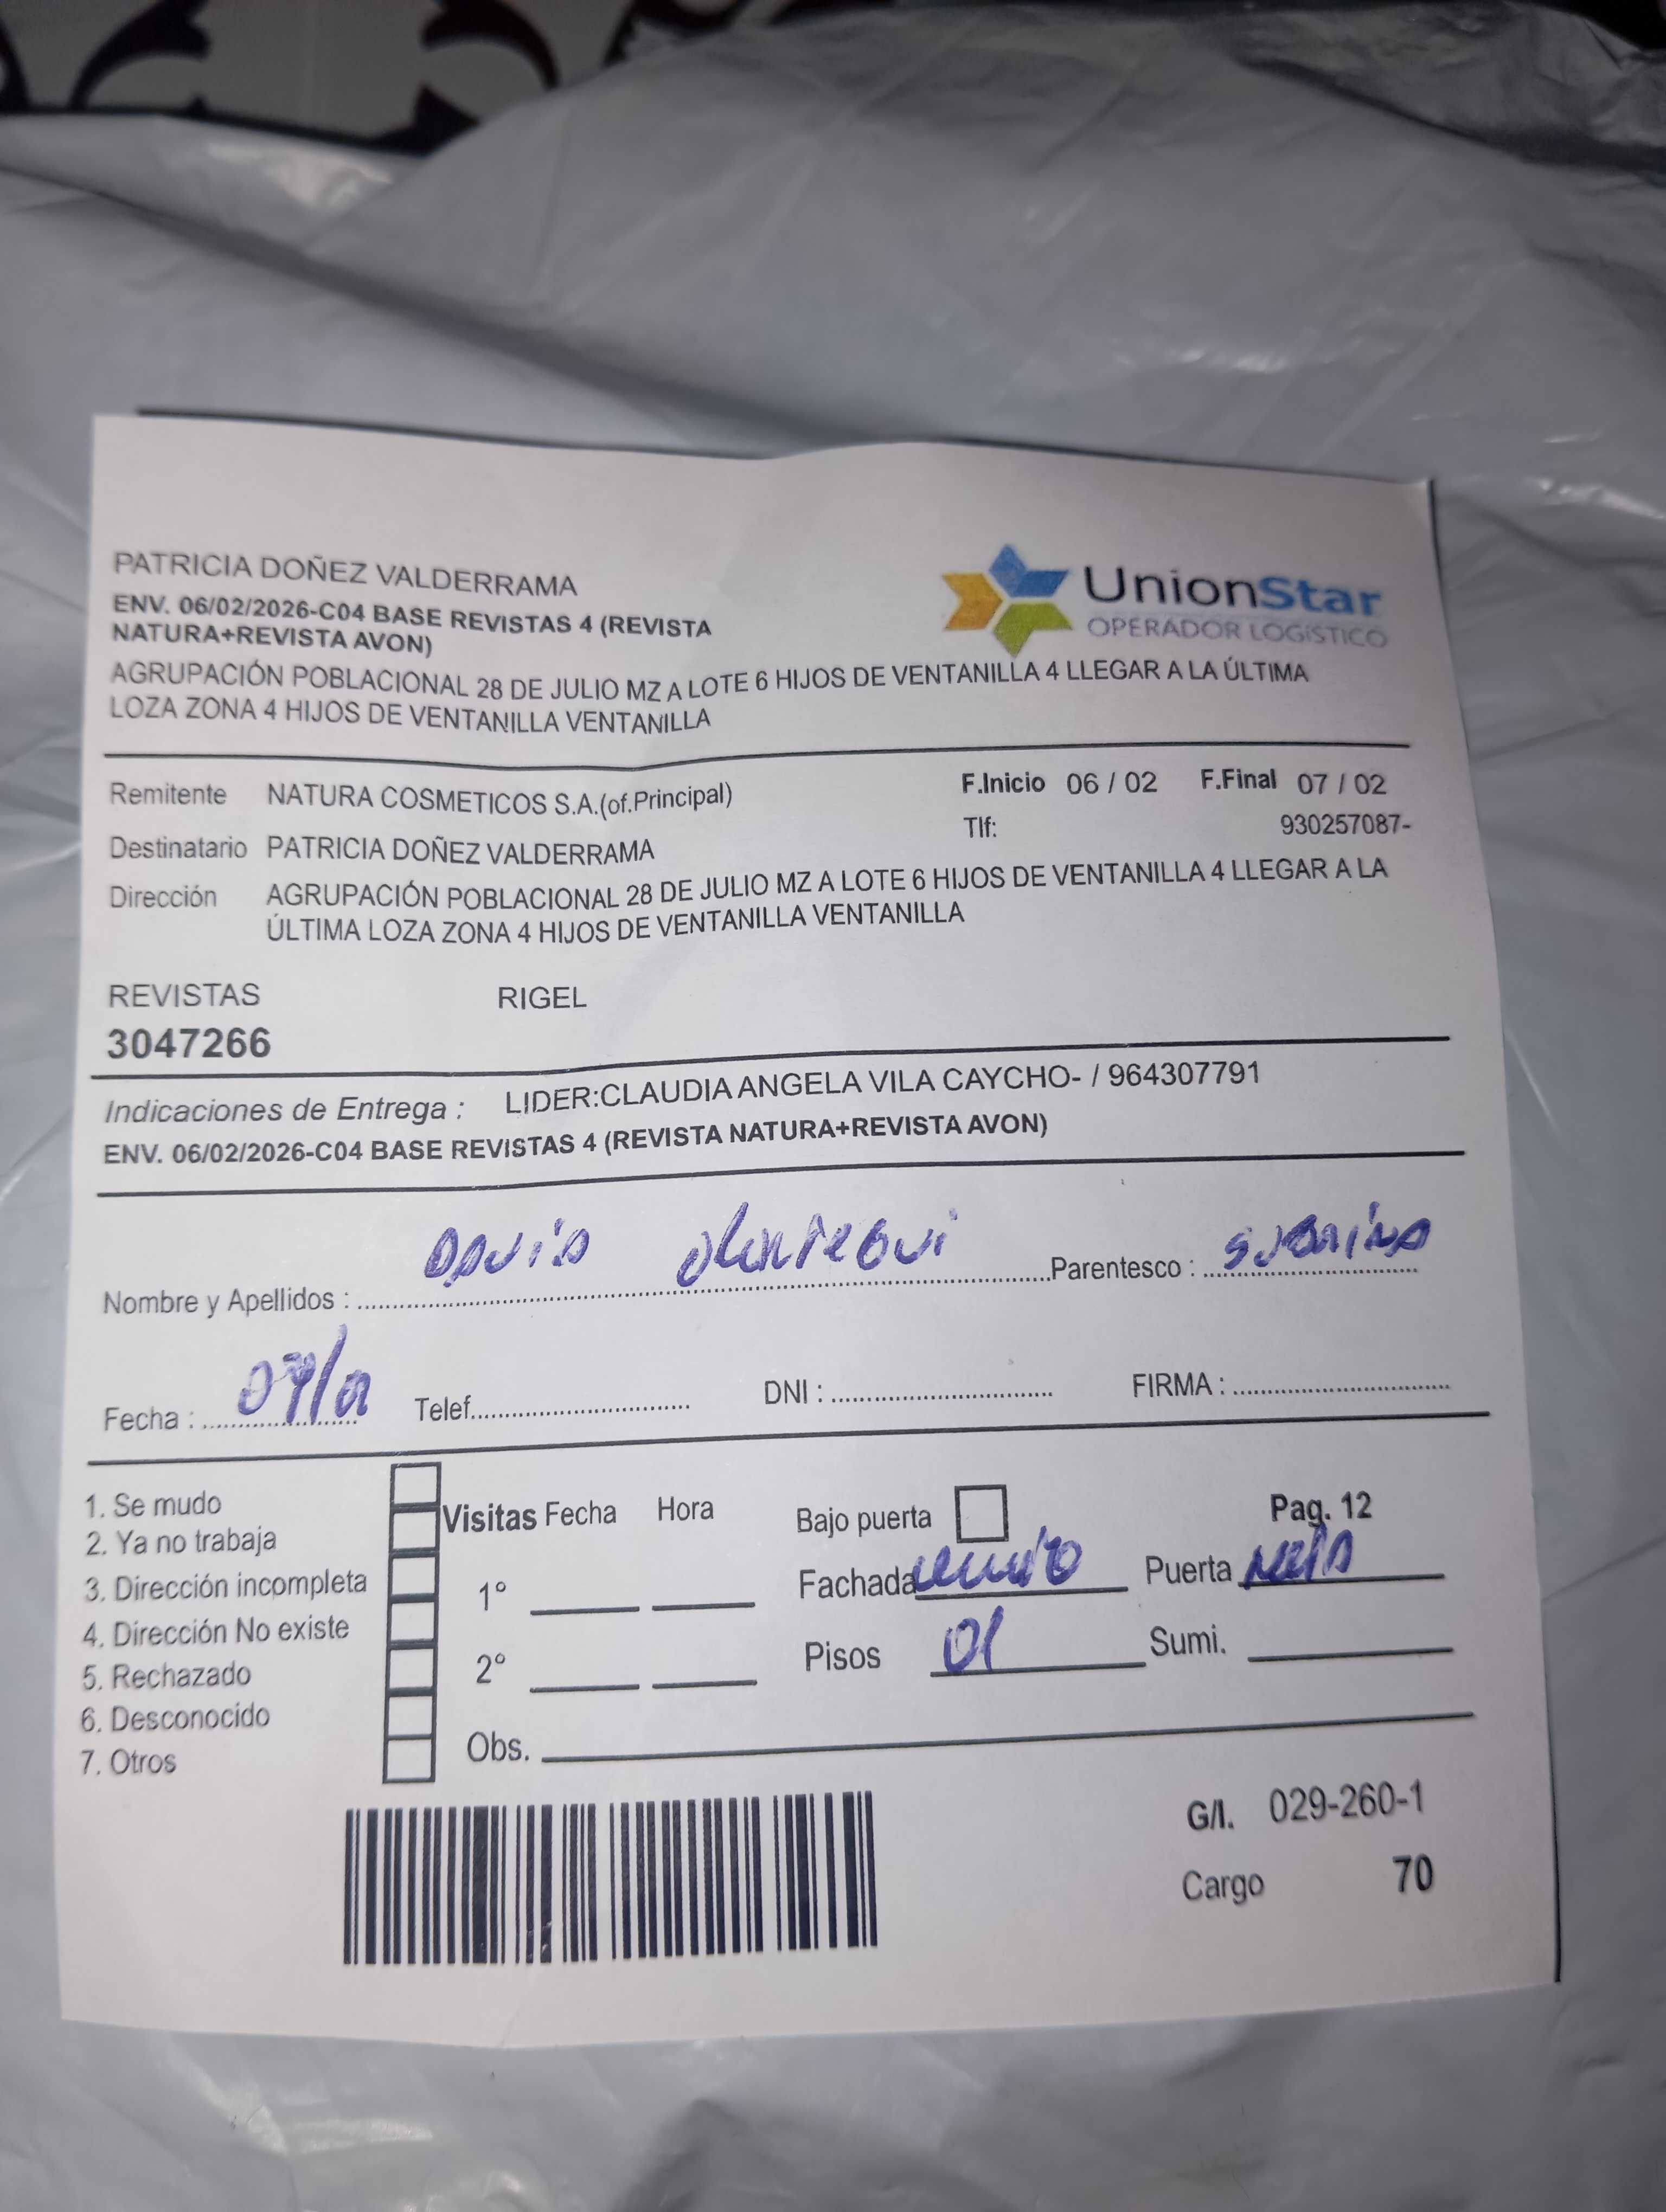 PATRICIA DOÑEZ VALDERRAMA
ENV. 06/02/2026-C04 BASE REVISTAS 4 (REVISTA
NATURA+REVISTA AVON)
UnionStar
OPERADOR LOGÍSTICO
AGRUPACIÓN POBLACIONAL 28 DE JULIO MZ A LOTE 6 HIJOS DE VENTANILLA 4 LLEGAR A LA ÚLTIMA
LOZA ZONA 4 HIJOS DE VENTANILLA VENTANILLA
Remitente NATURA COSMETICOS S.A.(of.Principal) F.Inicio 06 / 02 F.Final 07 / 02
Tlf: 930257087-
Destinatario PATRICIA DOÑEZ VALDERRAMA
Dirección AGRUPACIÓN POBLACIONAL 28 DE JULIO MZ A LOTE 6 HIJOS DE VENTANILLA 4 LLEGAR A LA
ÚLTIMA LOZA ZONA 4 HIJOS DE VENTANILLA VENTANILLA
REVISTAS RIGEL
3047266
Indicaciones de Entrega : LIDER:CLAUDIA ANGELA VILA CAYCHO- / 964307791
ENV. 06/02/2026-C04 BASE REVISTAS 4 (REVISTA NATURA+REVISTA AVON)
Nombre y Apellidos : DAViD Parentesco :
Fecha : Telef. DNI : FIRMA :
1. Se mudo
2. Ya no trabaja
3. Dirección incompleta
4. Dirección No existe
5. Rechazado
6. Desconocido
7. Otros
Visitas Fecha Hora
1°
2°
Obs.
Bajo puerta Pag. 12
Fachada Puerta
Pisos 01 Sumi.
G/I. 029-260-1
Cargo 70